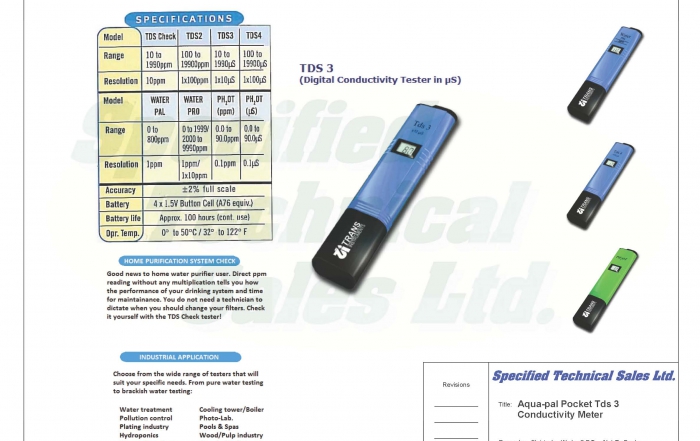 SPECIFICATIONS
Model TDS Check TDS2 TDS3 TDS4
Range 10 to 1990ppm 100 to 19900ppm 10 to 1990µS 100 to 19900µS
Resolution 10ppm 1x100ppm 1x10µS 1x100µS
Model WATER PAL WATER PRO PH2OT (ppm) PH2OT (µS)
Range 0 to 800ppm 0 to 1999/ 2000 to 9990ppm 0.0 to 90.0ppm 0.0 to 90.0µS
Resolution 1ppm 1ppm/ 1x10ppm 0.1ppm 0.1µS
Accuracy ±2% full scale
Battery 4 x 1.5V Button Cell (A76 equiv.)
Battery life Approx. 100 hours (cont. use)
Opr. Temp. 0° to 50°C / 32° to 122° F
TDS 3
(Digital Conductivity Tester in µS)
Tds 3
TRANS
Specified
Technical
Sales Ltd.
HOME PURIFICATION SYSTEM CHECK
Good news to home water purifier user. Direct ppm
reading without any multiplication tells you how
the performance of your drinking system and time
for maintainance. You do not need a technician to
dictate when you should change your filters. Check
it yourself with the TDS Check tester!
INDUSTRIAL APPLICATION
Choose from the wide range of testers that will
suit your specific needs. From pure water testing
to brackish water testing:
Water treatment Cooling tower/Boiler
Pollution control Photo-Lab.
Plating industry Pools & Spas
Hydroponics Wood/Pulp industry
Revisions
Specified Technical Sales Ltd.
Title: Aqua-pal Pocket Tds 3
Conductivity Meter